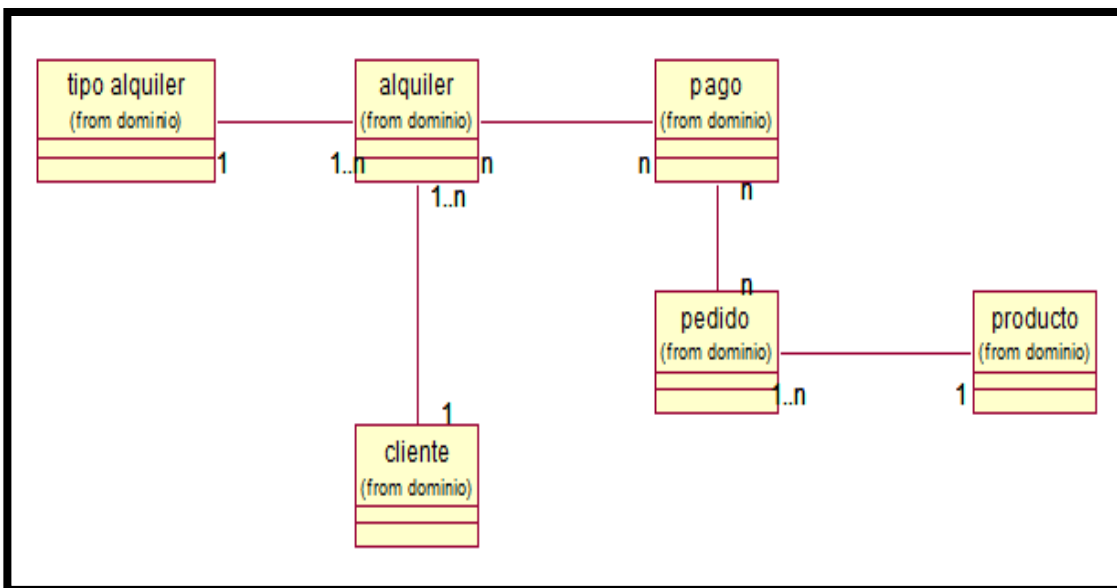 tipo alquiler
(from dominio)
1
1..n
alquiler
(from dominio)
n
1..n
n
pago
(from dominio)
n
n
pedido
(from dominio)
1..n
1
producto
(from dominio)
1
cliente
(from dominio)